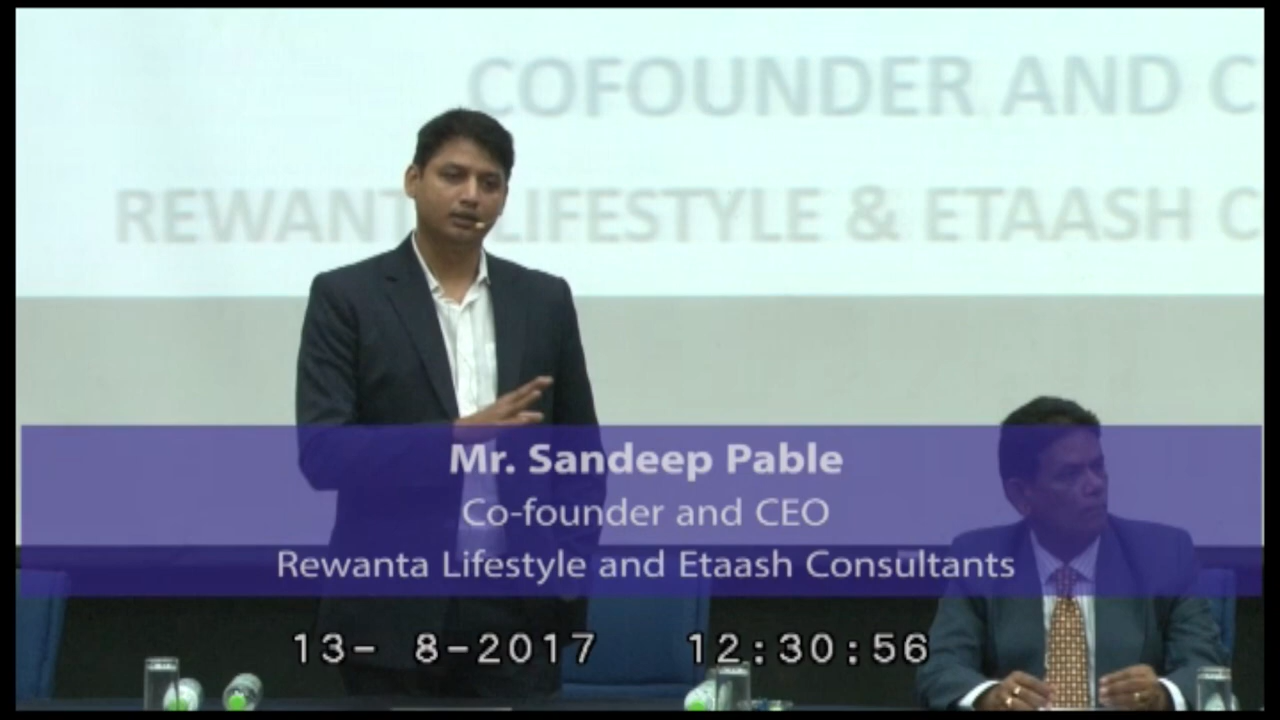 COFOUNDER AND C
REWANT LIFESTYLE & ETAASH C
Mr. Sandeep Pable
Co-founder and CEO
Rewanta Lifestyle and Etaash Consultants
13- 8-2017 12:30:56